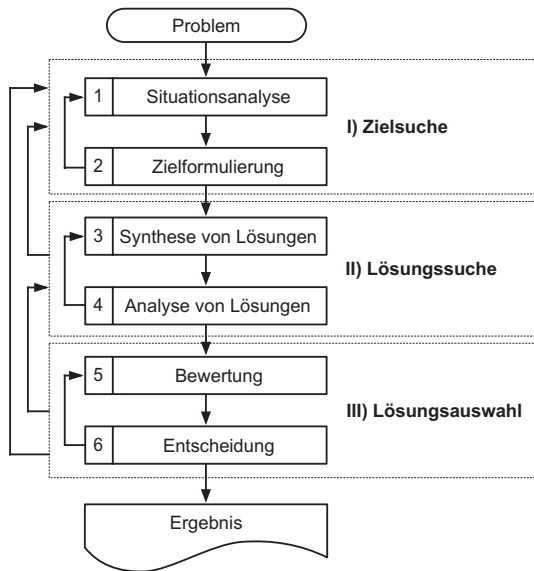 Problem
1 Situationsanalyse
I) Zielsuche
2 Zielformulierung
3 Synthese von Lösungen
II) Lösungssuche
4 Analyse von Lösungen
5 Bewertung
III) Lösungsauswahl
6 Entscheidung
Ergebnis